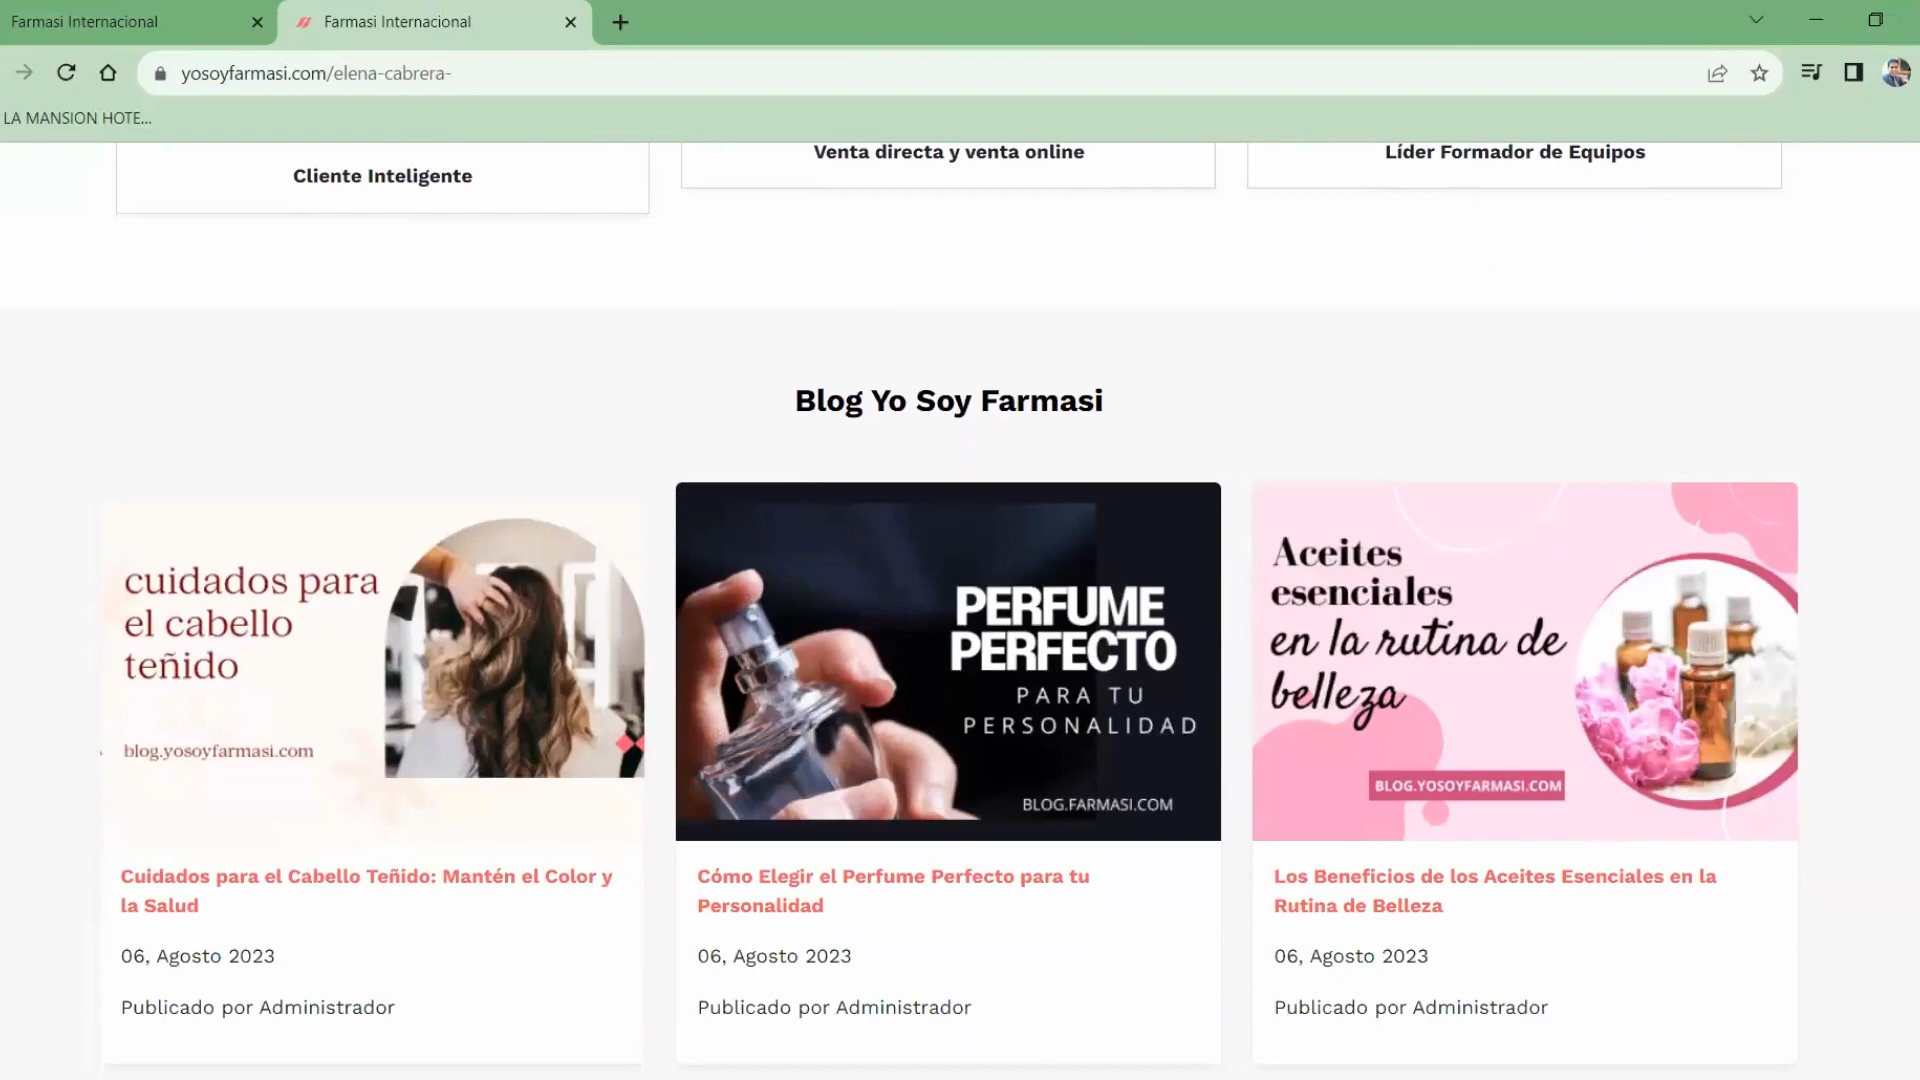 Farmasi Internacional
Farmasi Internacional
yosoyfarmasi.com/elena-cabrera-
LA MANSION HOTE...
Cliente Inteligente
Venta directa y venta online
Líder Formador de Equipos
Blog Yo Soy Farmasi
cuidados para
el cabello
teñido
blog.yosoyfarmasi.com
Cuidados para el Cabello Teñido: Mantén el Color y
la Salud
06, Agosto 2023
Publicado por Administrador
PERFUME
PERFECTO
PARA TU
PERSONALIDAD
BLOG.FARMASI.COM
Cómo Elegir el Perfume Perfecto para tu
Personalidad
06, Agosto 2023
Publicado por Administrador
Aceites
esenciales
en la rutina de
belleza
BLOG.YOSOYFARMASI.COM
Los Beneficios de los Aceites Esenciales en la
Rutina de Belleza
06, Agosto 2023
Publicado por Administrador